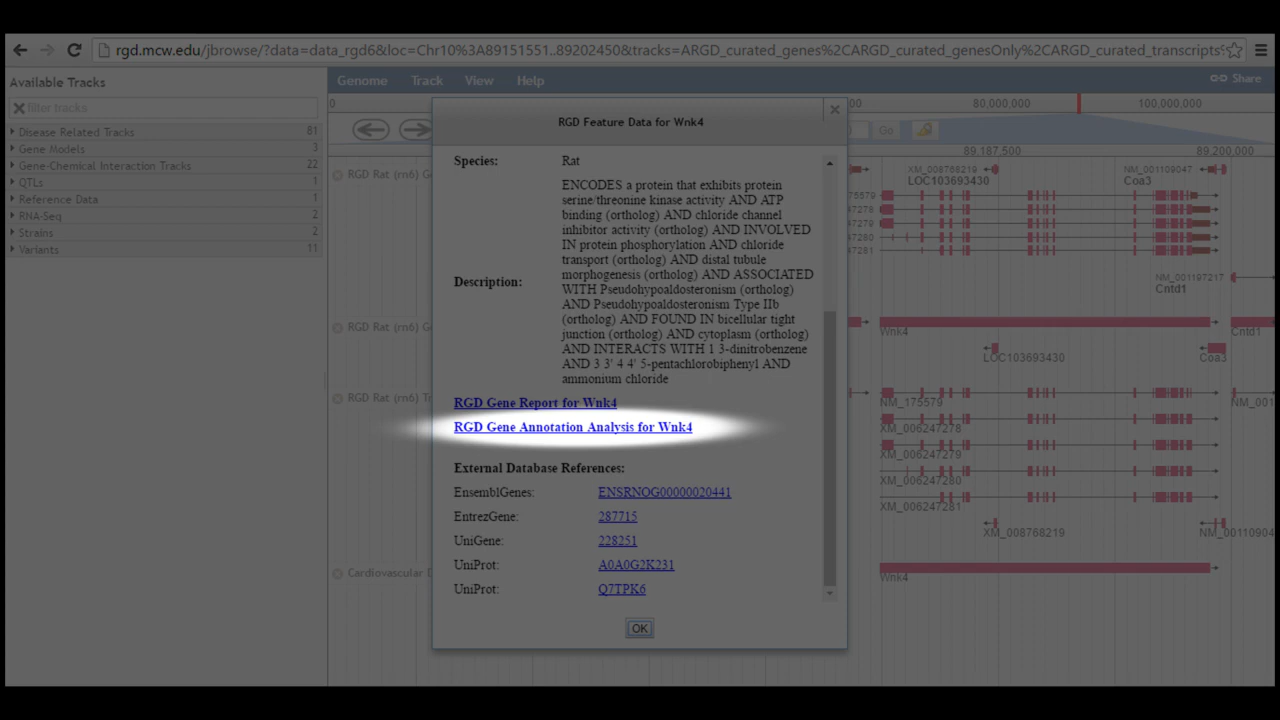 rgd.mcw.edu/jbrowse/?data=data_rgd6&loc=Chr10%3A89151551..89202450&tracks=ARGD_curated_genes%2CARGD_curated_genesOnly%2CARGD_curated_transcripts%
Available Tracks
filter tracks
Disease Related Tracks 81
Gene Models 3
Gene-Chemical Interaction Tracks 22
QTLs 1
Reference Data 1
RNA-Seq 2
Strains 2
Variants 11
Genome Track View Help Share
0 00 80,000,000 100,000,000
Go
89,187,500 89,200,000
RGD Rat (rn6) G
XM_008768219
LOC103693430
NM_001109047
Coa3
75579
47278
47279
47280
47281
NM_001197217
Cntd1
RGD Rat (rn6) G
Wnk4
Cntd1
LOC103693430
Coa3
RGD Rat (rn6) T
NM_175579
NM_001
XM_006247278
XM_006247279
XM_006247280
XM_006247281
XM_008768219
NM_00110904
Cardiovascular D
Wnk4
RGD Feature Data for Wnk4
Species: Rat
Description:
ENCODES a protein that exhibits protein
serine/threonine kinase activity AND ATP
binding (ortholog) AND chloride channel
inhibitor activity (ortholog) AND INVOLVED
IN protein phosphorylation AND chloride
transport (ortholog) AND distal tubule
morphogenesis (ortholog) AND ASSOCIATED
WITH Pseudohypoaldosteronism (ortholog)
AND Pseudohypoaldosteronism Type IIb
(ortholog) AND FOUND IN bicellular tight
junction (ortholog) AND cytoplasm (ortholog)
AND INTERACTS WITH 1 3-dinitrobenzene
AND 3 3' 4 4' 5-pentachlorobiphenyl AND
ammonium chloride
RGD Gene Report for Wnk4
RGD Gene Annotation Analysis for Wnk4
External Database References:
EnsemblGenes: ENSRNOG00000020441
EntrezGene: 287715
UniGene: 228251
UniProt: A0A0G2K231
UniProt: Q7TPK6
OK